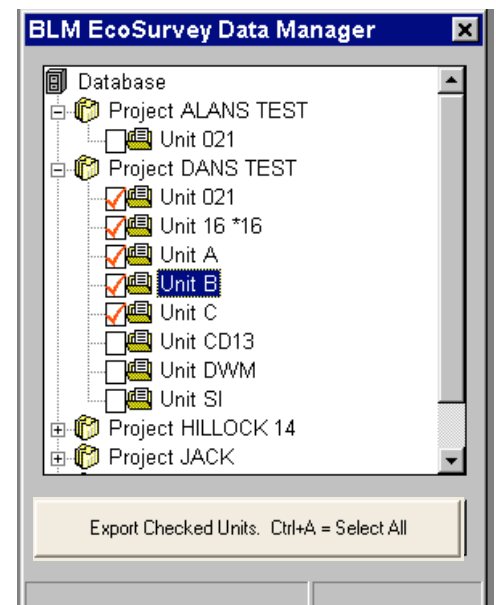 BLM EcoSurvey Data Manager
Database
Project ALANS TEST
Unit 021
Project DANS TEST
Unit 021
Unit 16 *16
Unit A
Unit B
Unit C
Unit CD13
Unit DWM
Unit SI
Project HILLOCK 14
Project JACK
Export Checked Units.  Ctrl+A = Select All